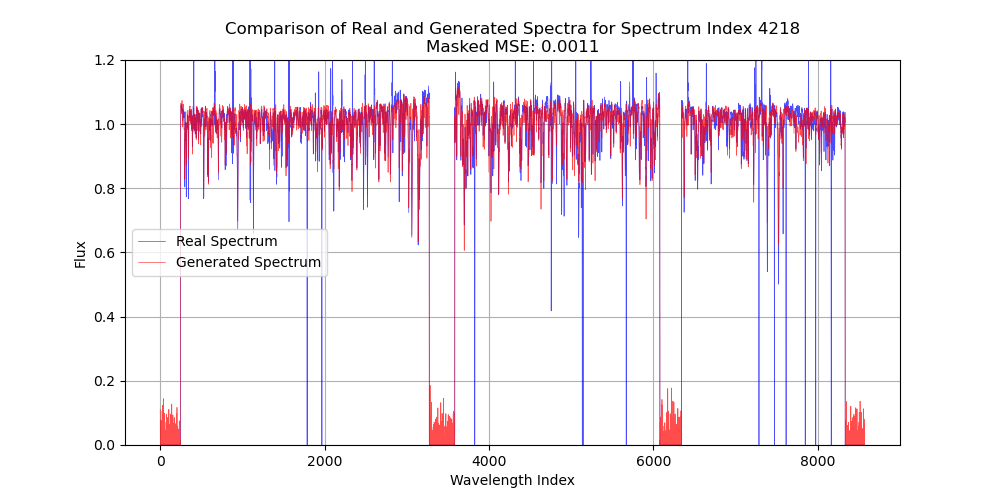 Comparison of Real and Generated Spectra for Spectrum Index 4218
Masked MSE: 0.0011
1.2
1.0
0.8
0.6
0.4
0.2
0.0
Flux
Real Spectrum
Generated Spectrum
0 2000 4000 6000 8000
Wavelength Index